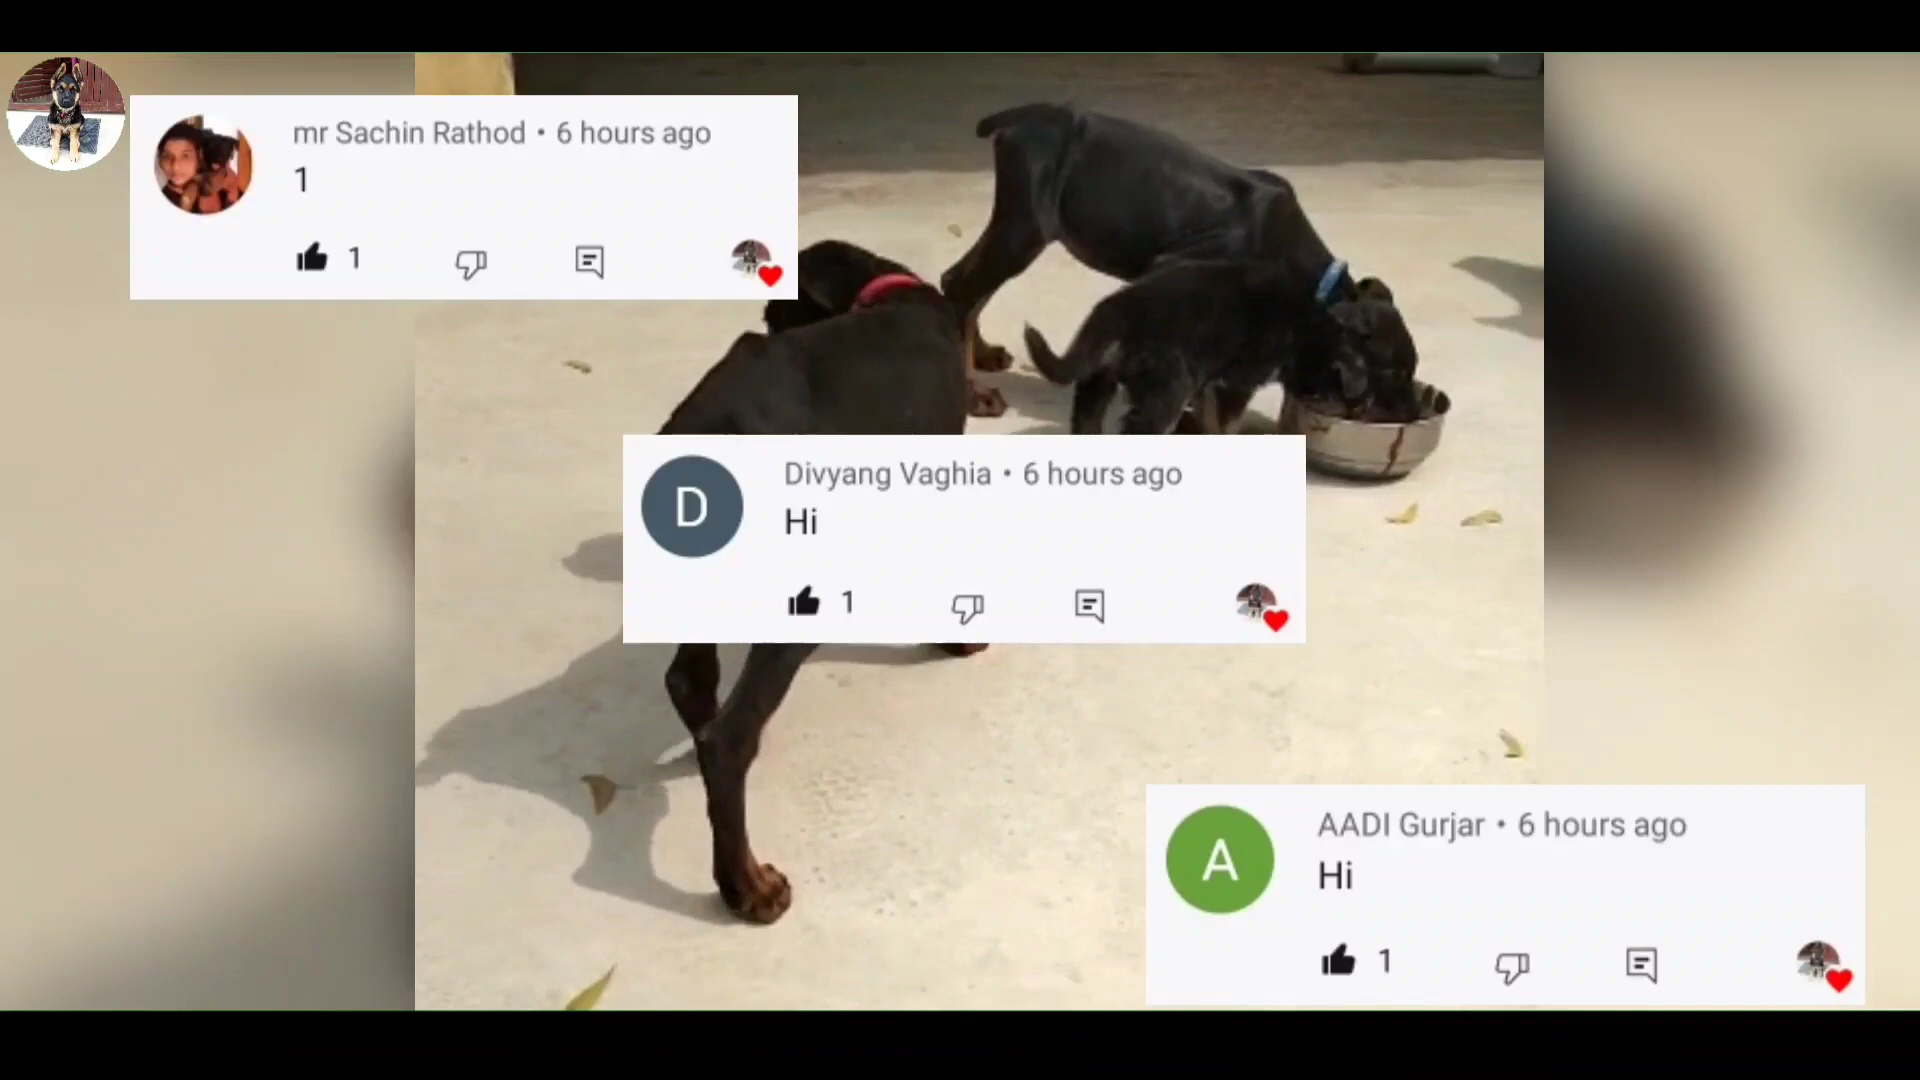 mr Sachin Rathod • 6 hours ago
1
1
D
Divyang Vaghia • 6 hours ago
Hi
1
A
AADI Gurjar • 6 hours ago
Hi
1